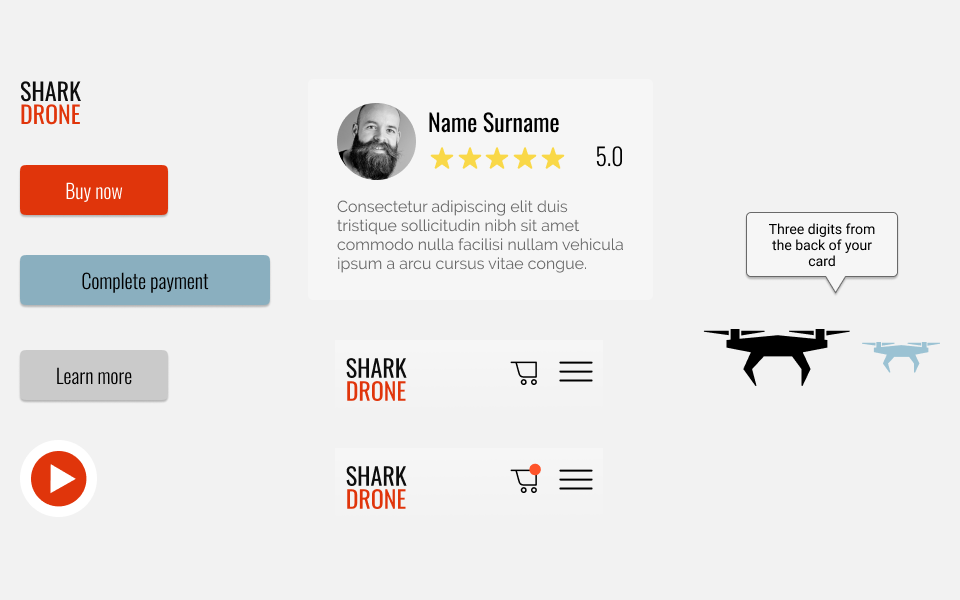 SHARK
DRONE
Buy now
Complete payment
Learn more
Name Surname
5.0
Consectetur adipiscing elit duis
tristique sollicitudin nibh sit amet
commodo nulla facilisi nullam vehicula
ipsum a arcu cursus vitae congue.
SHARK
DRONE
SHARK
DRONE
Three digits from
the back of your
card